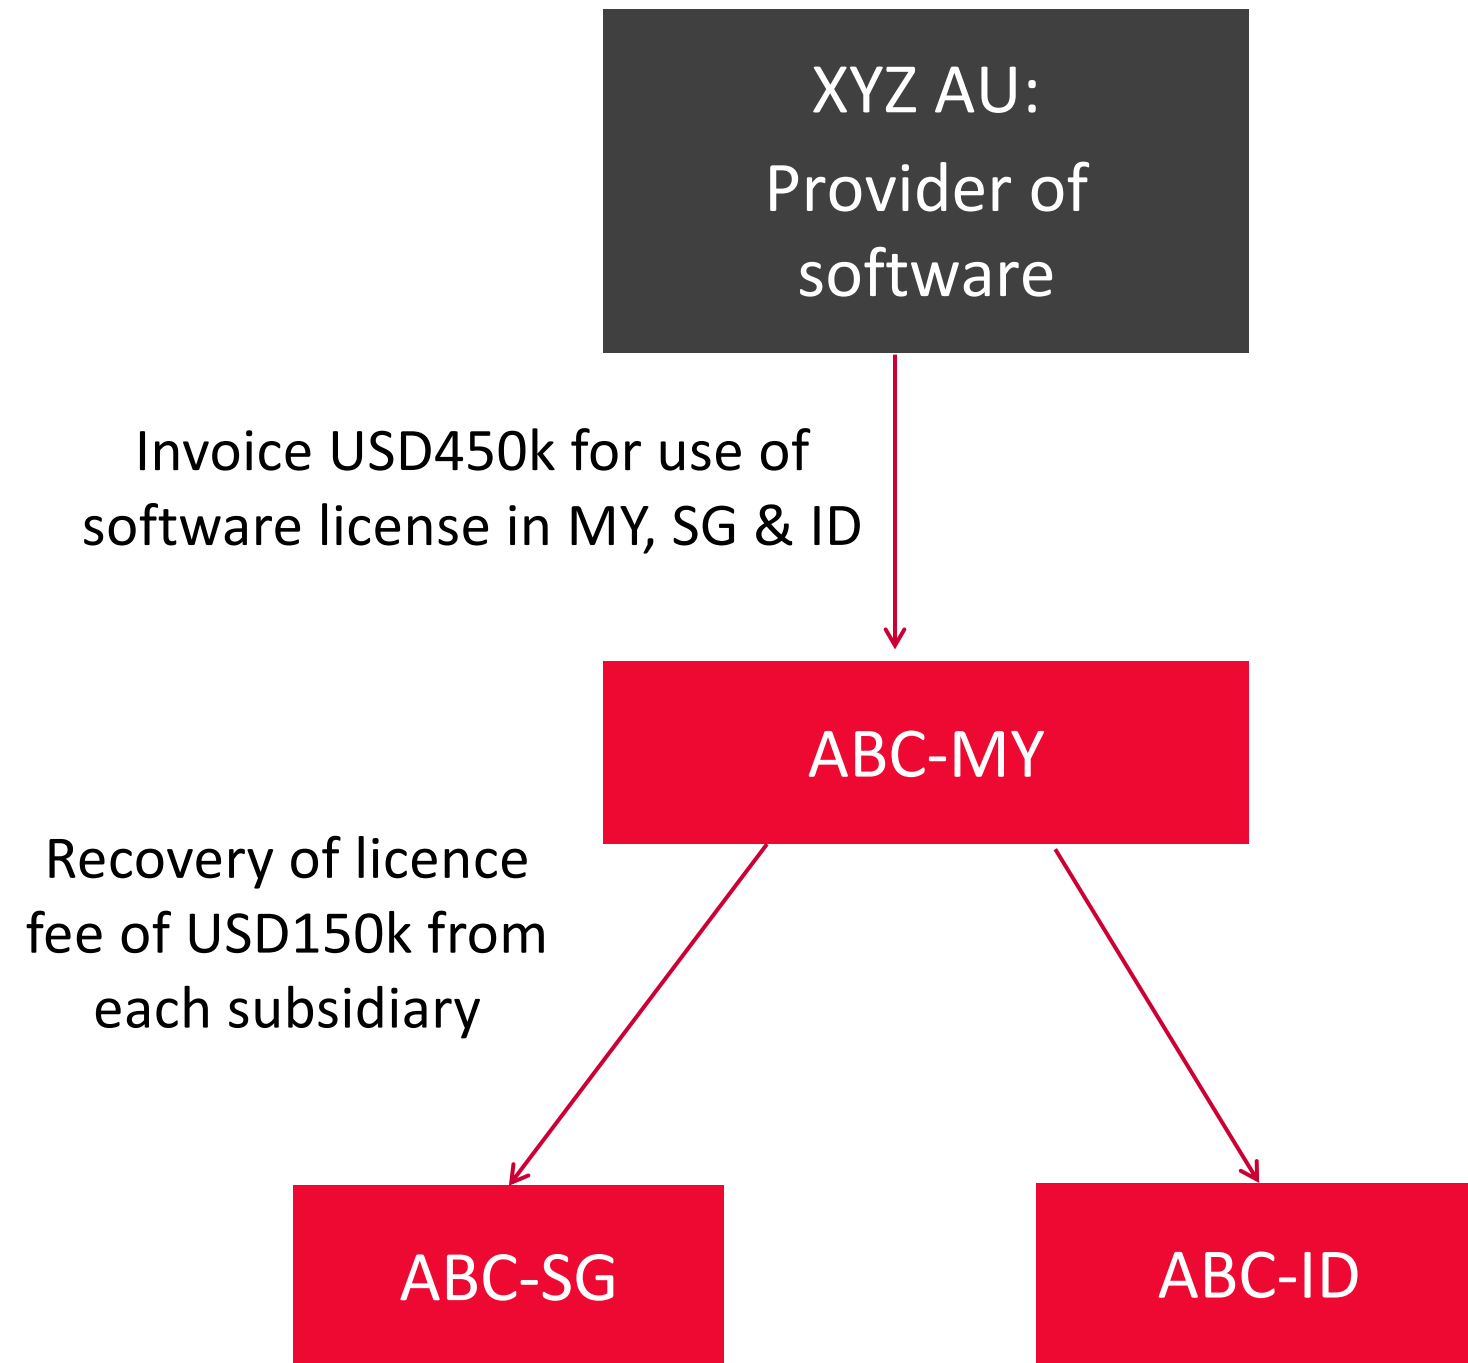 XYZ AU:
Provider of
software
Invoice USD450k for use of
software license in MY, SG & ID
ABC-MY
Recovery of licence
fee of USD150k from
each subsidiary
ABC-SG
ABC-ID